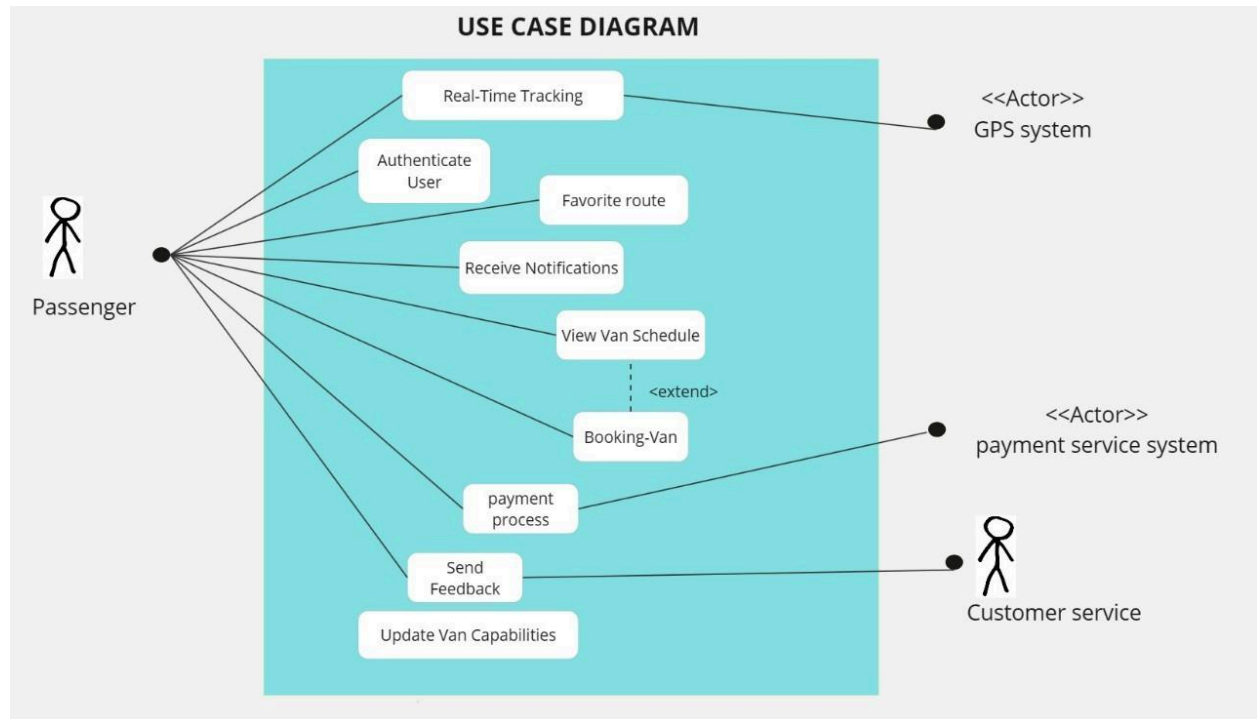 USE CASE DIAGRAM
Real-Time Tracking
<<Actor>>
GPS system
Authenticate
User
Favorite route
Receive Notifications
Passenger
View Van Schedule
<extend>
Booking-Van
<<Actor>>
payment service system
payment
process
Send
Feedback
Customer service
Update Van Capabilities